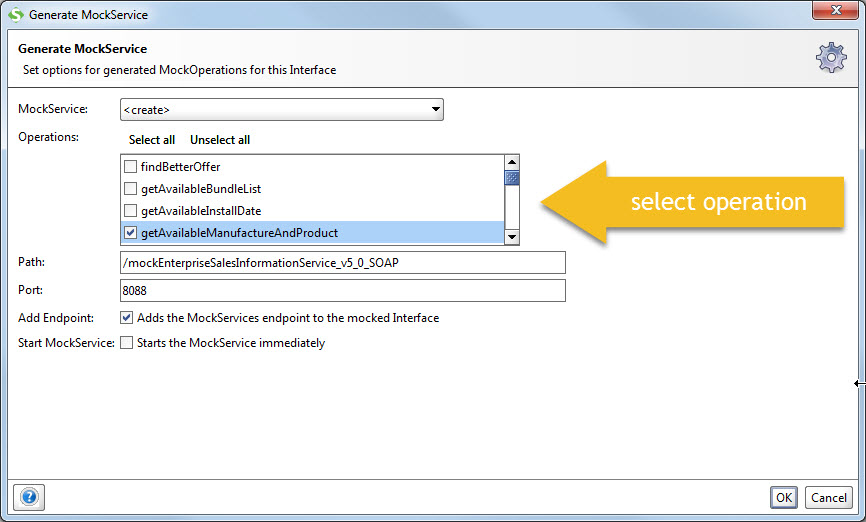 Generate MockService
Generate MockService
Set options for generated MockOperations for this Interface
MockService: <create>
Operations: Select all Unselect all
findBetterOffer
getAvailableBundleList
getAvailableInstallDate
getAvailableManufactureAndProduct
select operation
Path: /mockEnterpriseSalesInformationService_v5_0_SOAP
Port: 8088
Add Endpoint: Adds the MockServices endpoint to the mocked Interface
Start MockService: Starts the MockService immediately
? OK Cancel